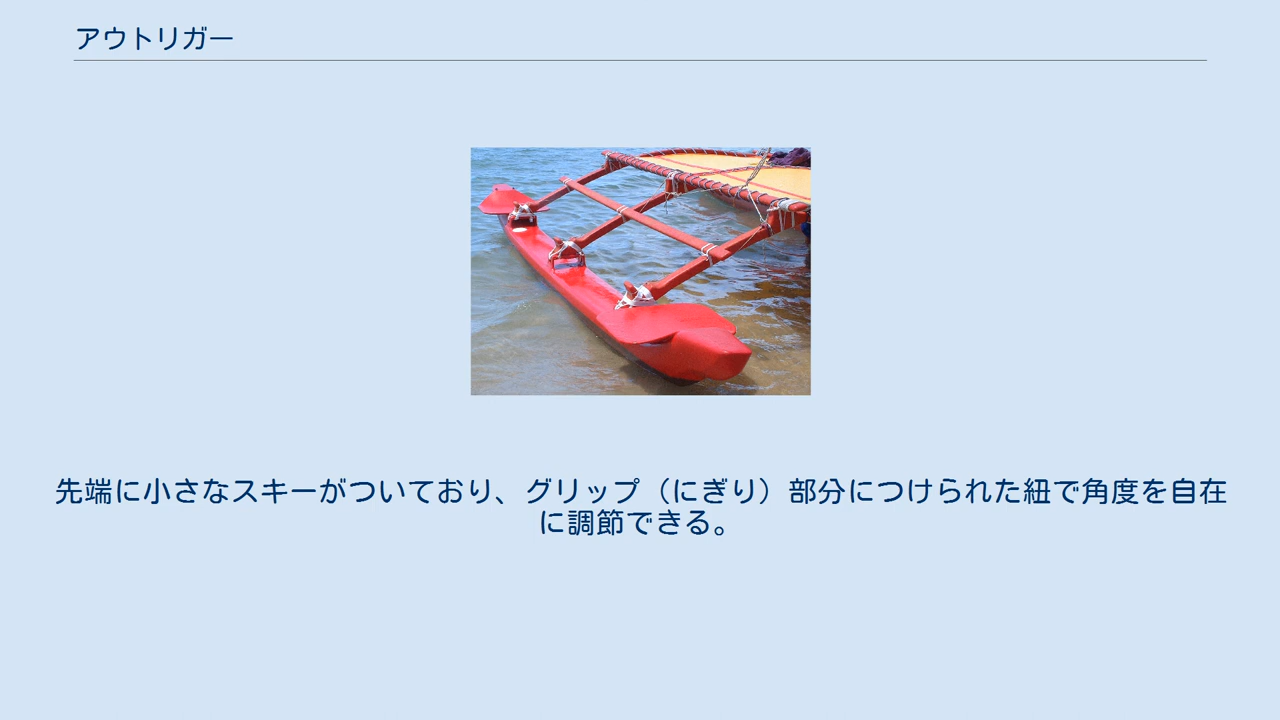 アウトリガー
先端に小さなスキーがついており、グリップ（にぎり）部分につけられた紐で角度を自在
に調節できる。